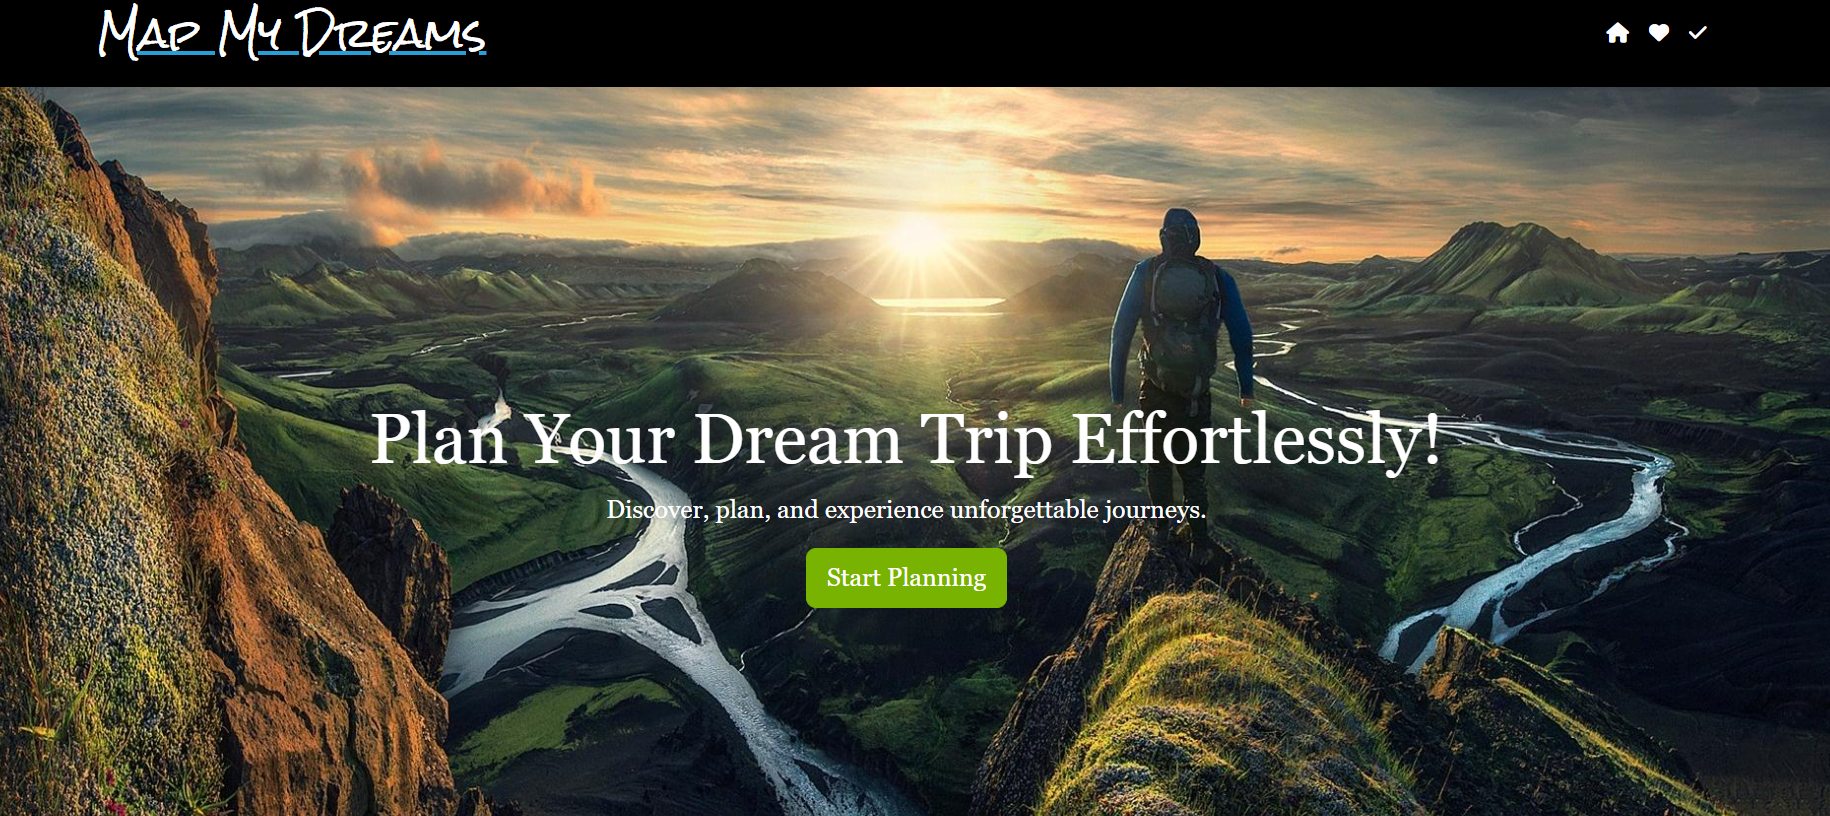 Map My Dreams
Plan Your Dream Trip Effortlessly!
Discover, plan, and experience unforgettable journeys.
Start Planning